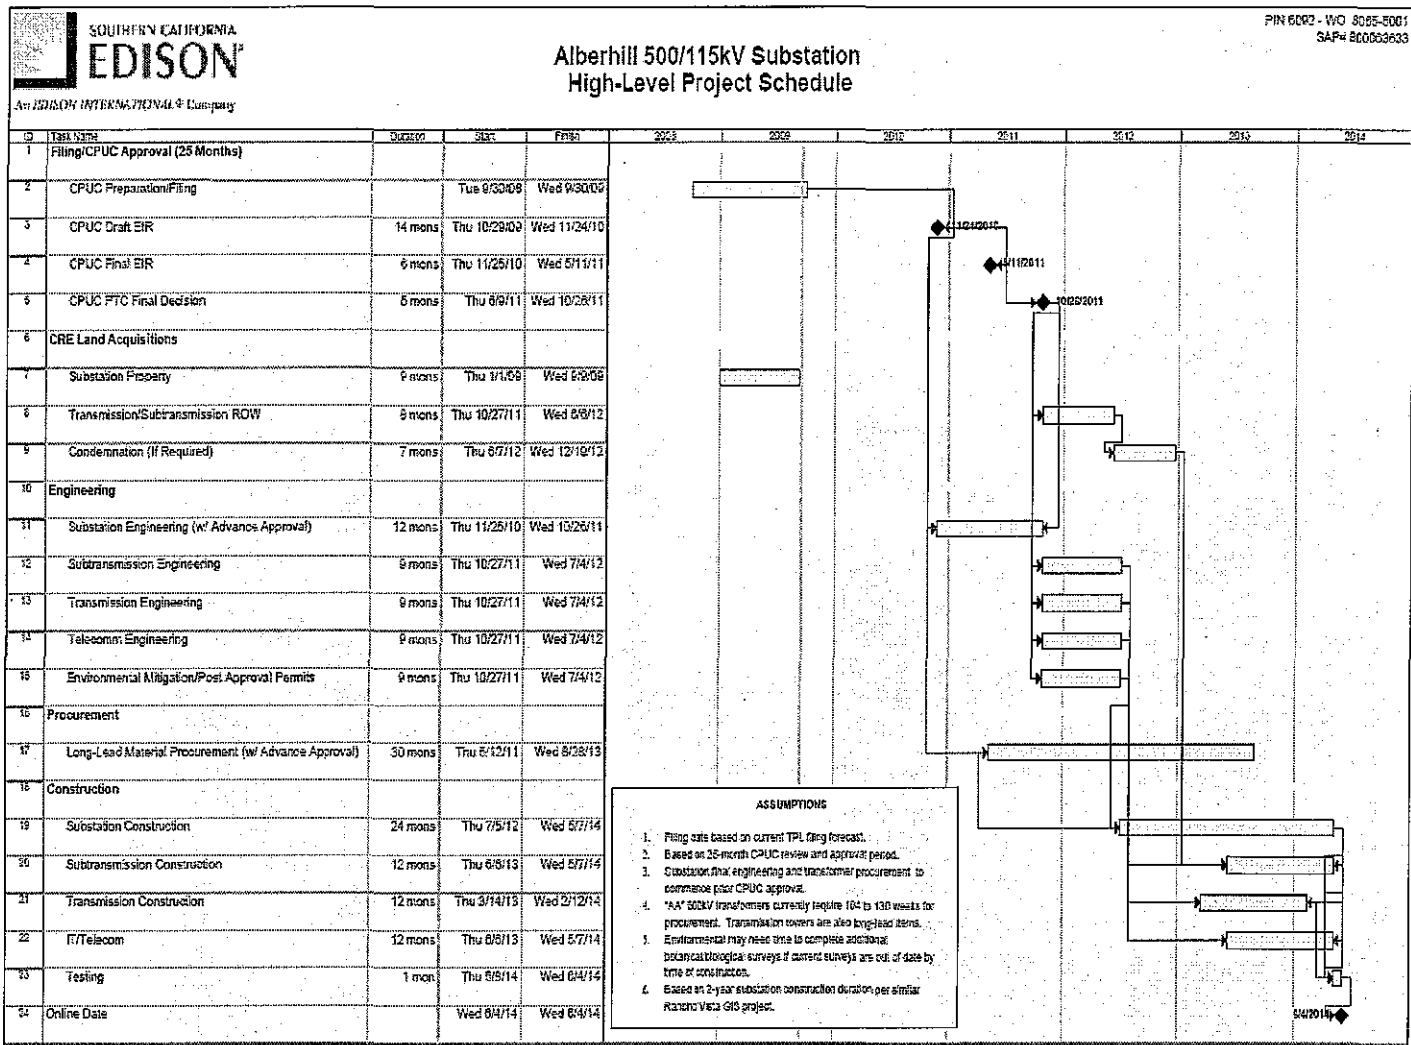 SOUTHERN CALIFORNIA
EDISON
An EDISON INTERNATIONAL® Company
Alberhill 500/115kV Substation
High-Level Project Schedule
PIN 6092 - WO 8065-5001
ID Task Name Duration Start Finish 2008 2009 2010 2011 2012 2013 2014
1 Filing/CPUC Approval (25 Months)
2 CPUC Preparation/Filing Tue 9/30/08 Wed 9/30/09
3 CPUC Draft EIR 14 mons Thu 10/29/09 Wed 11/24/10 11/24/2010
4 CPUC Final EIR 6 mons Thu 11/25/10 Wed 5/11/11 5/11/2011
5 CPUC PTC Final Decision 5 mons Thu 6/9/11 Wed 10/26/11 10/26/2011
6 CRE Land Acquisitions
7 Substation Property 9 mons Thu 1/1/09 Wed 9/9/09
8 Transmission/Subtransmission ROW 8 mons Thu 10/27/11 Wed 6/6/12
9 Condemnation (If Required) 7 mons Thu 6/7/12 Wed 12/19/12
10 Engineering
11 Substation Engineering (w/ Advance Approval) 12 mons Thu 11/25/10 Wed 10/26/11
12 Subtransmission Engineering 9 mons Thu 10/27/11 Wed 7/4/12
13 Transmission Engineering 9 mons Thu 10/27/11 Wed 7/4/12
14 Telecomm Engineering 9 mons Thu 10/27/11 Wed 7/4/12
15 Environmental Mitigation/Post Approval Permits 9 mons Thu 10/27/11 Wed 7/4/12
16 Procurement
17 Long-Lead Material Procurement (w/ Advance Approval) 30 mons Thu 5/12/11 Wed 8/28/13
18 Construction
19 Substation Construction 24 mons Thu 7/5/12 Wed 5/7/14
20 Subtransmission Construction 12 mons Thu 6/6/13 Wed 5/7/14
21 Transmission Construction 12 mons Thu 3/14/13 Wed 2/12/14
22 IT/Telecom 12 mons Thu 6/6/13 Wed 5/7/14
23 Testing 1 mon Thu 5/8/14 Wed 6/4/14
24 Online Date Wed 6/4/14 Wed 6/4/14 6/4/2014
ASSUMPTIONS
1. Filing date based on current TPL filing forecast.
2. Based on 25-month CPUC review and approval period.
3. Substation final engineering and transformer procurement to
commence prior CPUC approval.
4. "AA" 500kV transformers currently require 104 to 130 weeks for
procurement. Transmission towers are also long-lead items.
5. Environmental may need time to complete additional
botanical/biological surveys if current surveys are out of date by
time of construction.
6. Based on 2-year substation construction duration per similar
Rancho Vista GIS project.